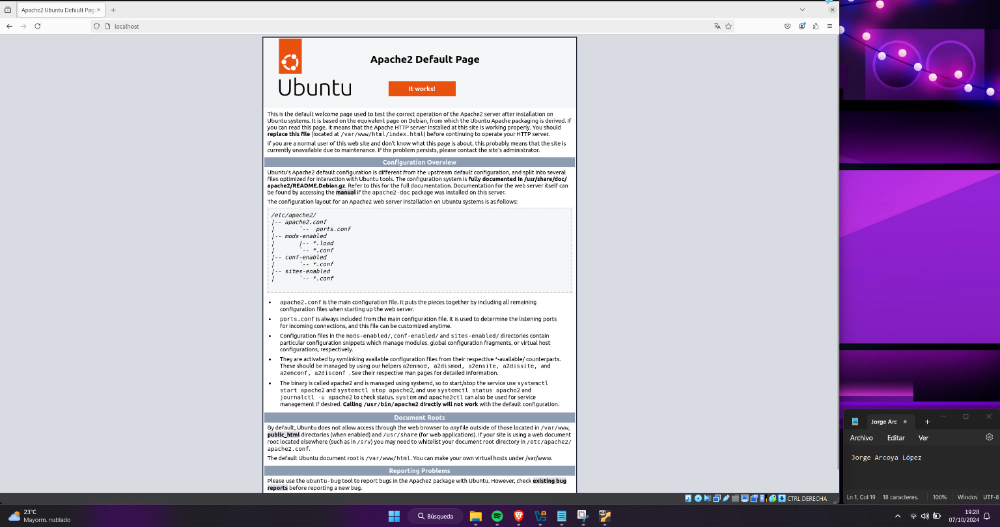 Apache2 Ubuntu Default Pag
localhost
Apache2 Default Page
Ubuntu
It works!
This is the default welcome page used to test the correct operation of the Apache2 server after installation on
Ubuntu systems. It is based on the equivalent page on Debian, from which the Ubuntu Apache packaging is derived. If
you can read this page, it means that the Apache HTTP server installed at this site is working properly. You should
replace this file (located at /var/www/html/index.html) before continuing to operate your HTTP server.
If you are a normal user of this web site and don't know what this page is about, this probably means that the site is
currently unavailable due to maintenance. If the problem persists, please contact the site's administrator.
Configuration Overview
Ubuntu's Apache2 default configuration is different from the upstream default configuration, and split into several
files optimized for interaction with Ubuntu tools. The configuration system is fully documented in /usr/share/doc/
apache2/README.Debian.gz. Refer to this for the full documentation. Documentation for the web server itself can
be found by accessing the manual if the apache2-doc package was installed on this server.
The configuration layout for an Apache2 web server installation on Ubuntu systems is as follows:
/etc/apache2/
|-- apache2.conf
|       `--  ports.conf
|-- mods-enabled
|       |-- *.load
|       `-- *.conf
|-- conf-enabled
|       `-- *.conf
|-- sites-enabled
|       `-- *.conf
• apache2.conf is the main configuration file. It puts the pieces together by including all remaining
configuration files when starting up the web server.
• ports.conf is always included from the main configuration file. It is used to determine the listening ports
for incoming connections, and this file can be customized anytime.
• Configuration files in the mods-enabled/, conf-enabled/ and sites-enabled/ directories contain
particular configuration snippets which manage modules, global configuration fragments, or virtual host
configurations, respectively.
• They are activated by symlinking available configuration files from their respective *-available/ counterparts.
These should be managed by using our helpers a2enmod, a2dismod, a2ensite, a2dissite, and
a2enconf, a2disconf . See their respective man pages for detailed information.
• The binary is called apache2 and is managed using systemd, so to start/stop the service use systemctl
start apache2 and systemctl stop apache2, and use systemctl status apache2 and
journalctl -u apache2 to check status. system and apache2ctl can also be used for service
management if desired. Calling /usr/bin/apache2 directly will not work with the default configuration.
Document Roots
By default, Ubuntu does not allow access through the web browser to any file outside of those located in /var/www,
public_html directories (when enabled) and /usr/share (for web applications). If your site is using a web document
root located elsewhere (such as in /srv) you may need to whitelist your document root directory in /etc/apache2/
apache2.conf.
The default Ubuntu document root is /var/www/html. You can make your own virtual hosts under /var/www.
Reporting Problems
Please use the ubuntu-bug tool to report bugs in the Apache2 package with Ubuntu. However, check existing bug
reports before reporting a new bug.
CTRL DERECHA
Jorge Arc
Archivo Editar Ver
Jorge Arcoya López
Ln 1, Col 19 18 caracteres. 100% Window UTF-8
23°C
Mayorm. nublado
Búsqueda
19:28
07/10/2024